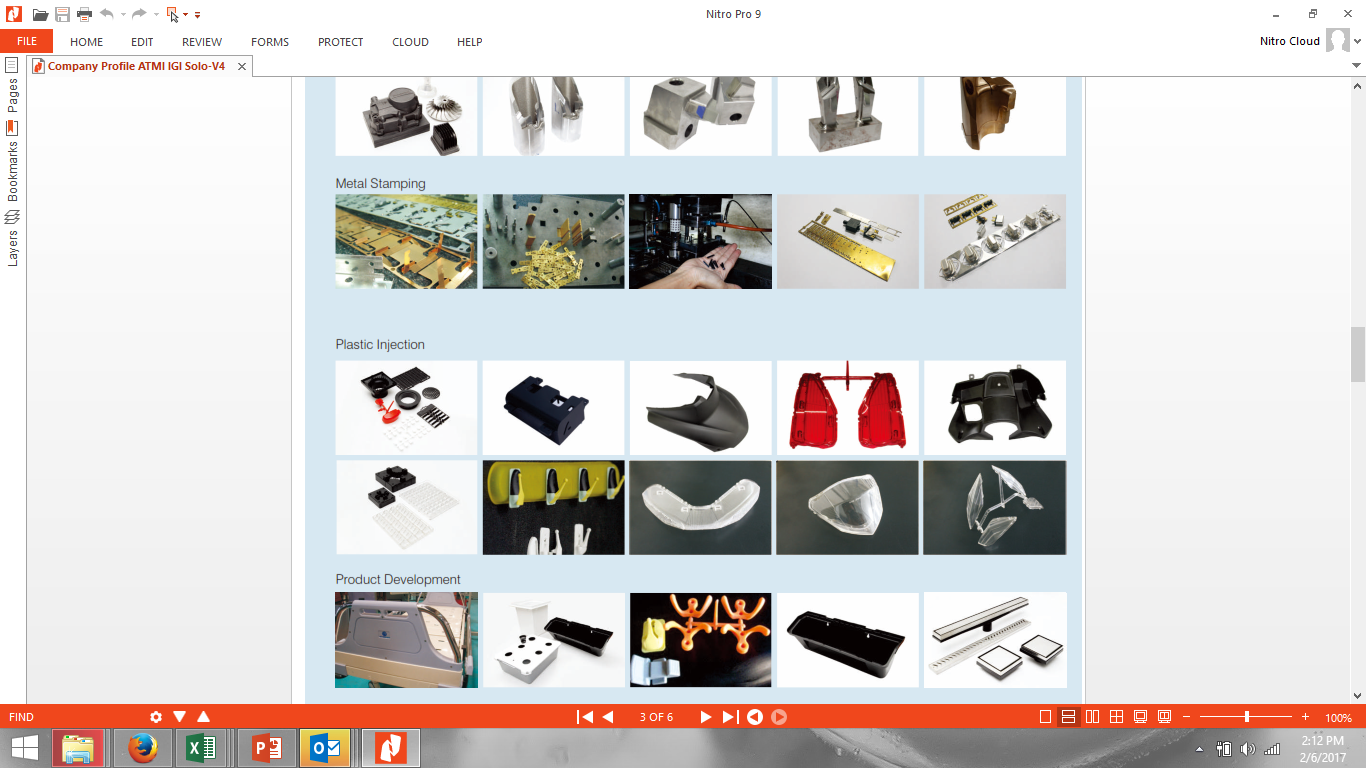 Nitro Pro 9
FILE HOME EDIT REVIEW FORMS PROTECT CLOUD HELP Nitro Cloud
Company Profile ATMI IGI Solo-V4
Pages
Bookmarks
Layers
Metal Stamping
Plastic Injection
Product Development
FIND 3 OF 6 100%
2:12 PM
2/6/2017